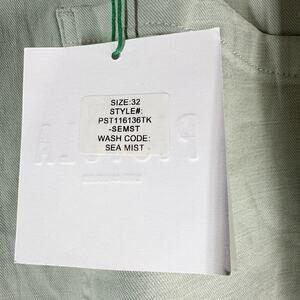 SIZE:32
STYLE#:
PST116136TK
-SEMST
WASH CODE:
SEA MIST